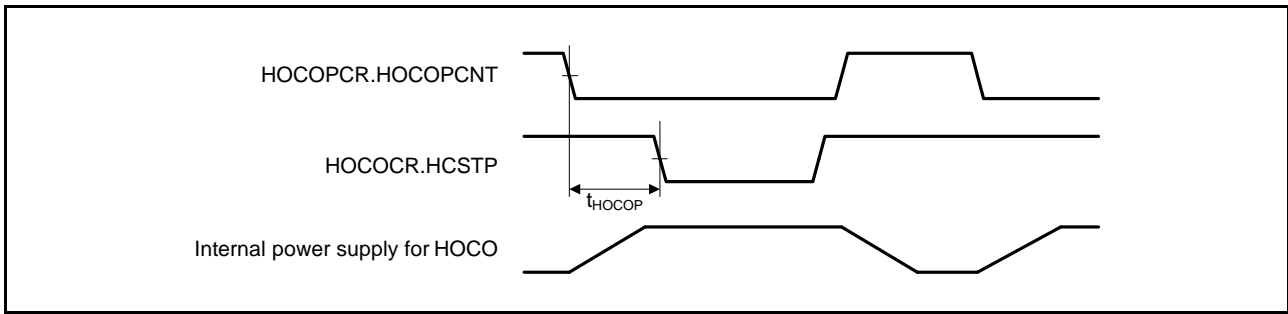 HOCOPCR.HOCOPCNT
HOCOCR.HCSTP
tHOCOP
Internal power supply for HOCO